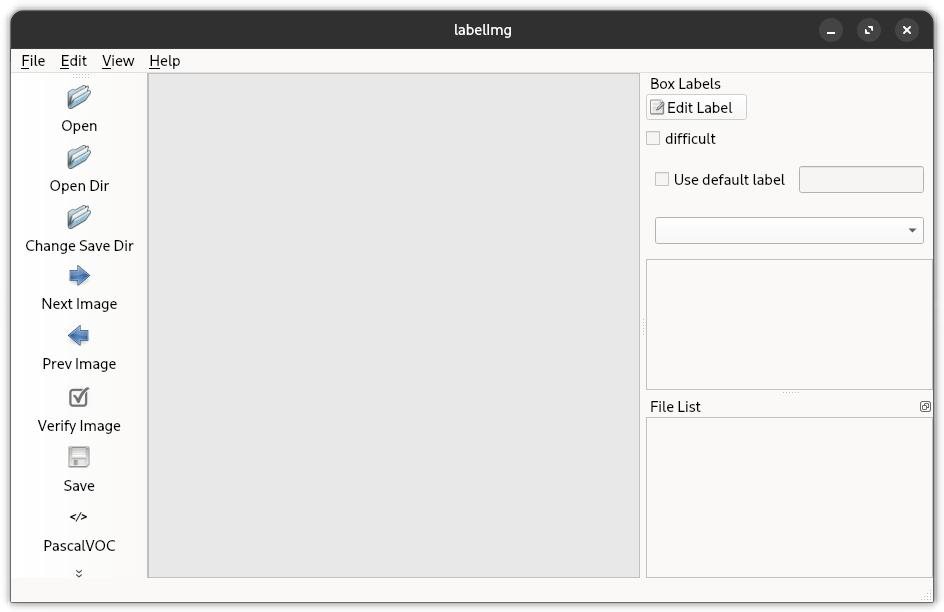 labelImg
File Edit View Help
Open
Open Dir
Change Save Dir
Next Image
Prev Image
Verify Image
Save
</>
PascalVOC
Box Labels
Edit Label
difficult
Use default label
File List